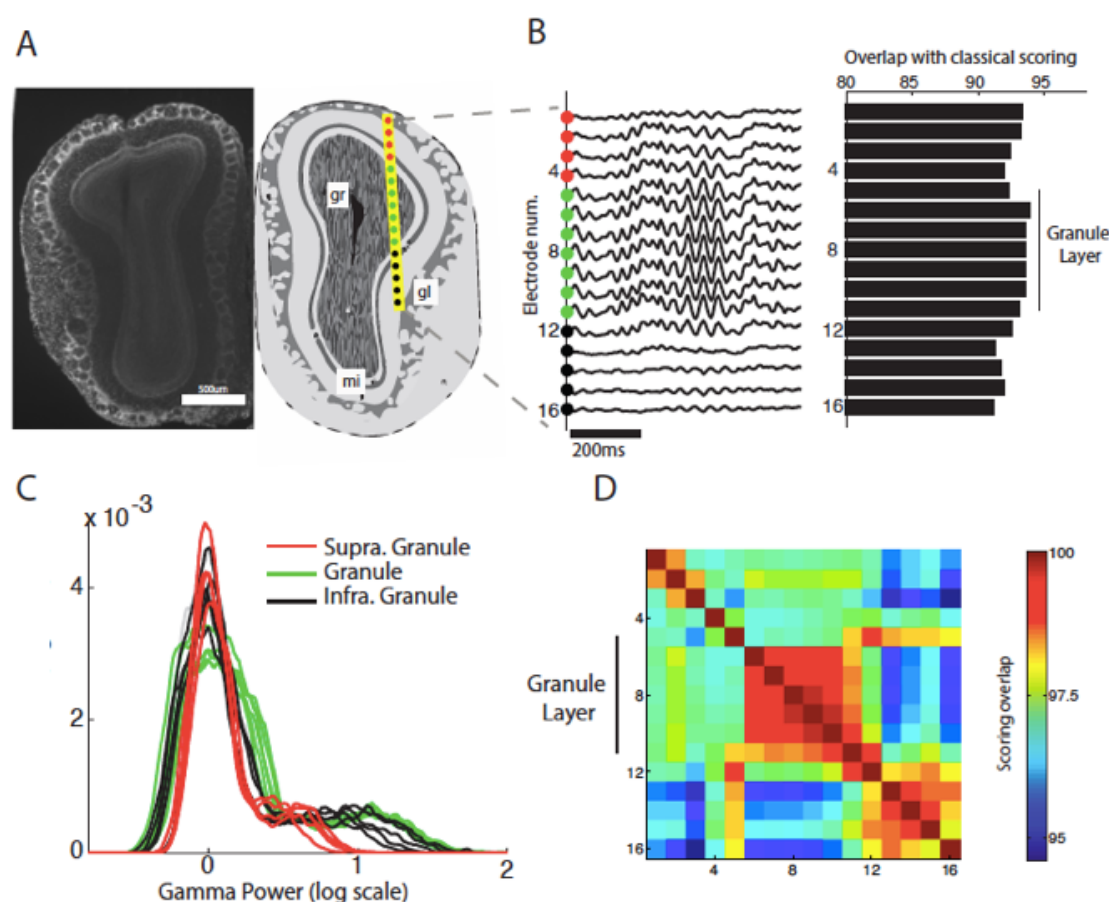 A
500um
gr
gl
mi
B
Electrode num.
4
8
12
16
200ms
Overlap with classical scoring
80 85 90 95
4
8
12
16
Granule
Layer
C
x 10-3
4
2
0
Supra. Granule
Granule
Infra. Granule
0 1 2
Gamma Power (log scale)
D
Granule
Layer
4
8
12
16
4 8 12 16
Scoring overlap
100
97.5
95